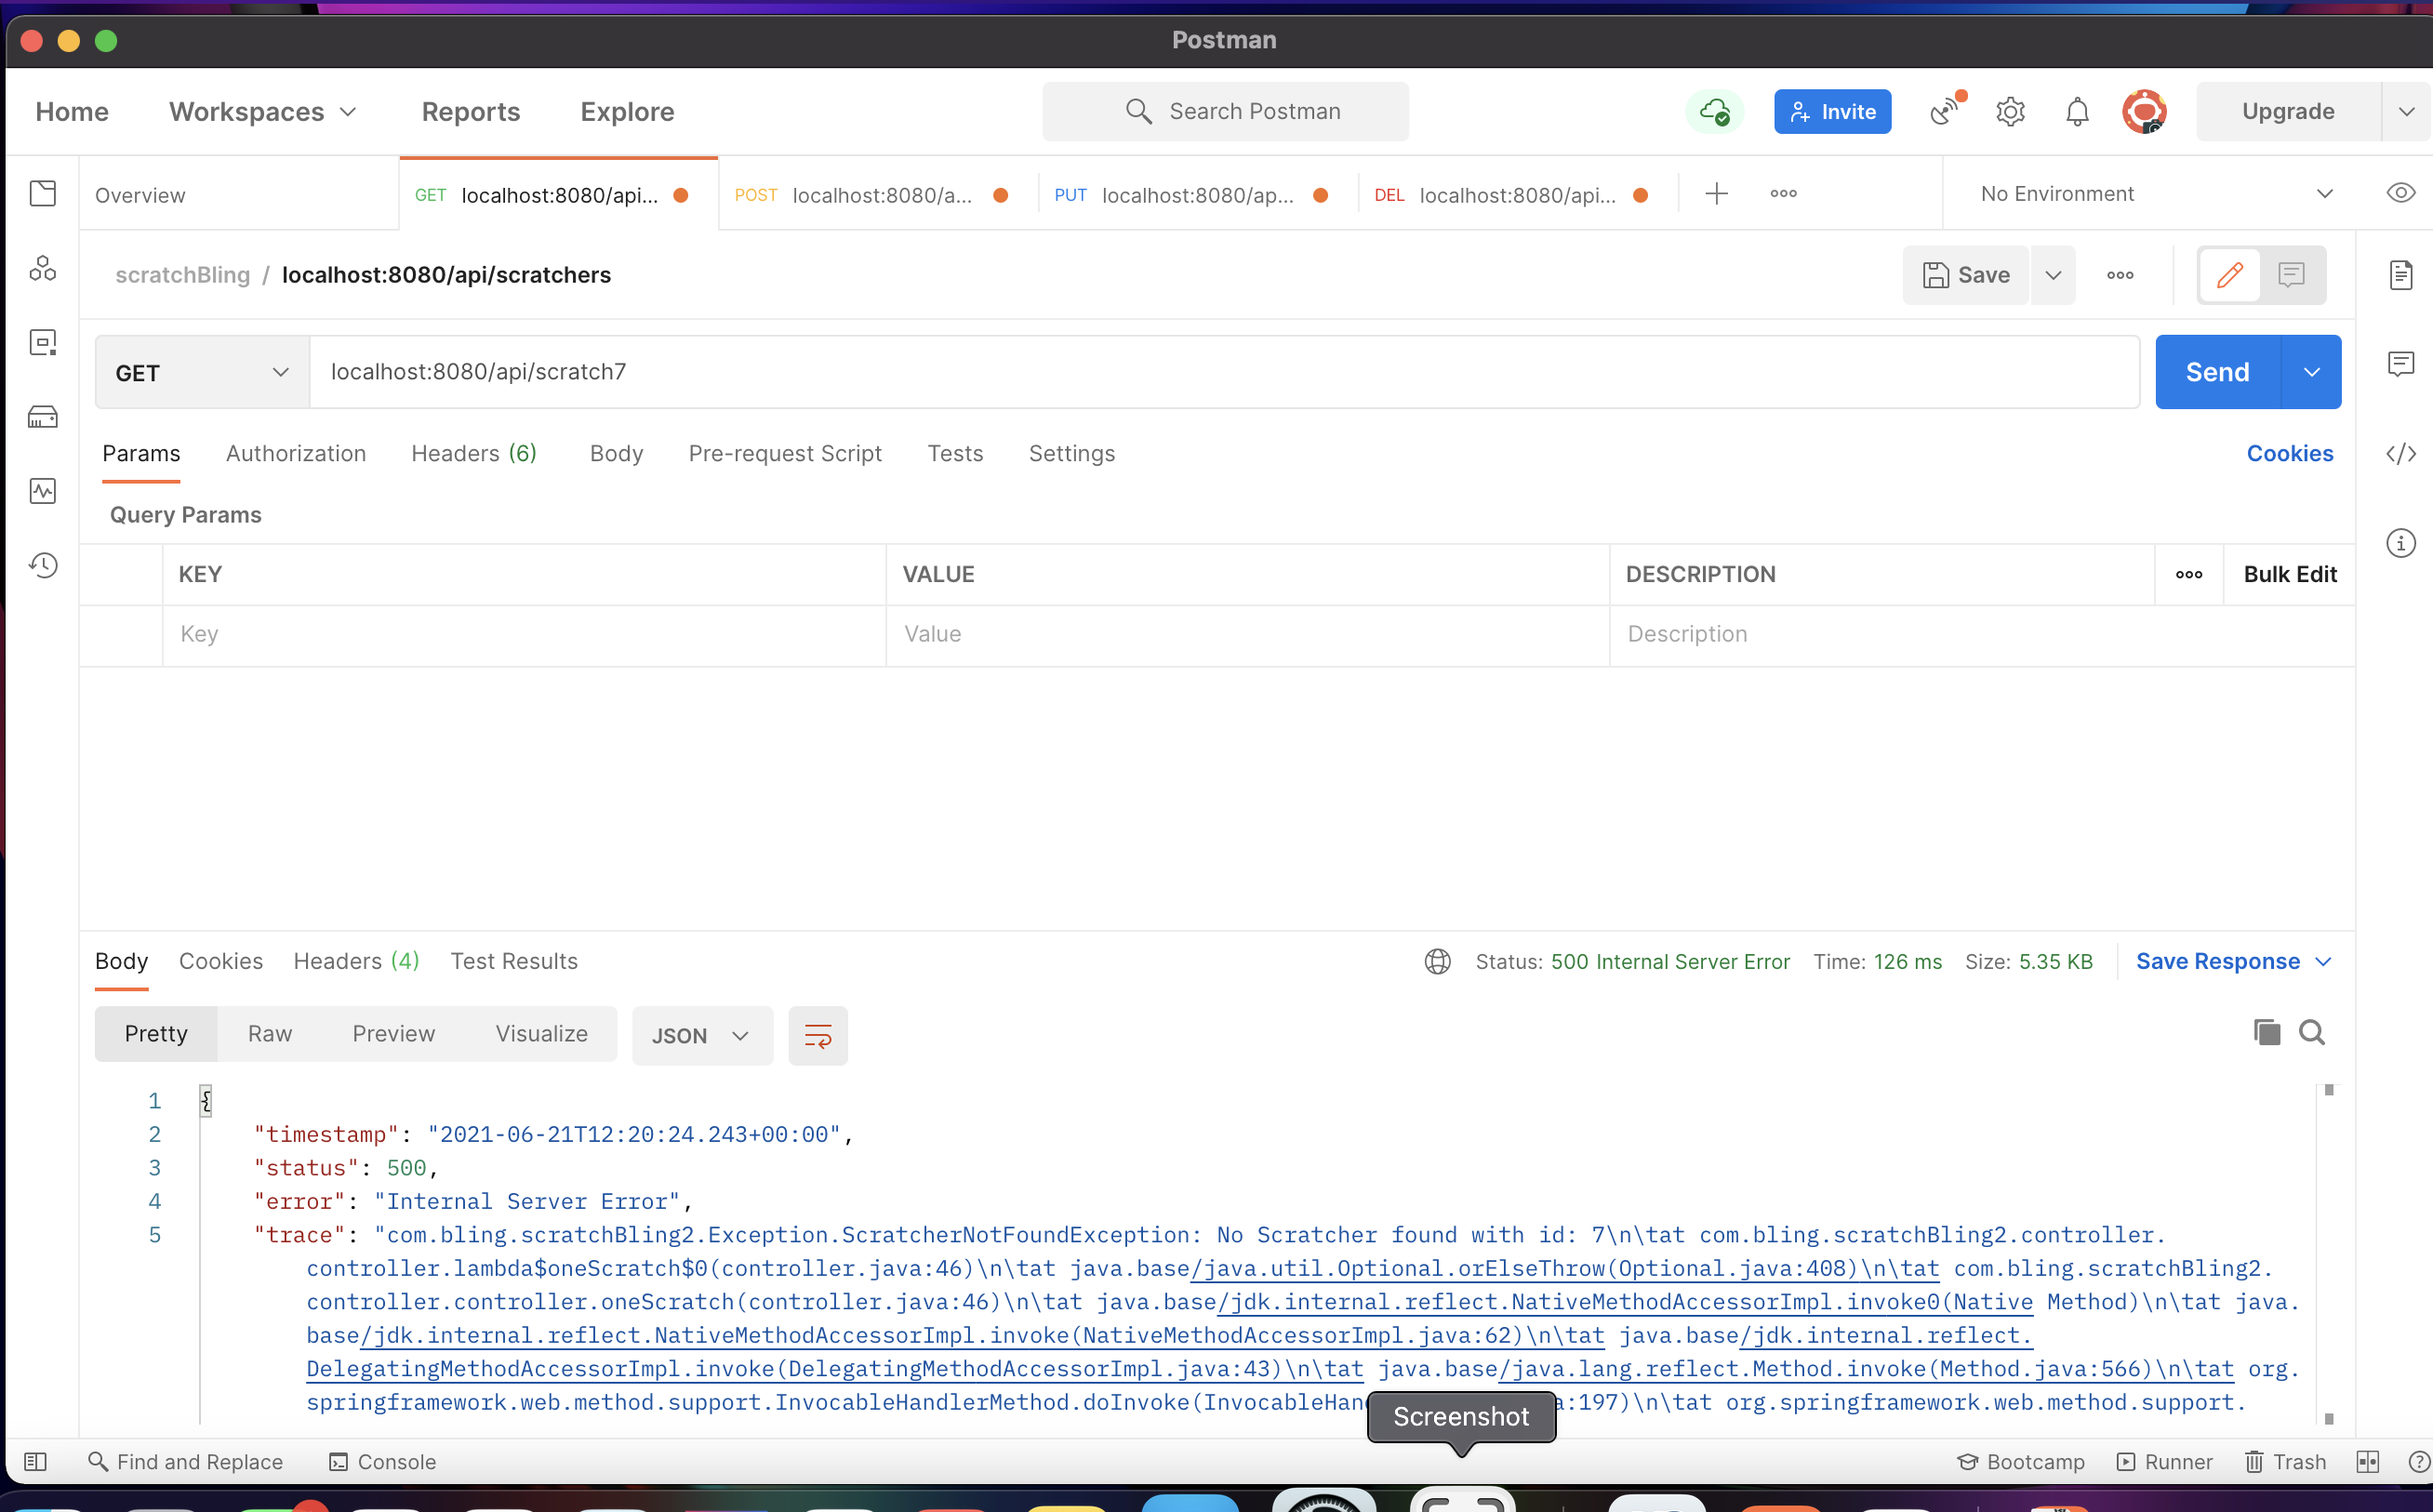 Postman
Home Workspaces Reports Explore Search Postman Invite Upgrade
Overview GET localhost:8080/api... POST localhost:8080/a... PUT localhost:8080/ap... DEL localhost:8080/api... No Environment
scratchBling / localhost:8080/api/scratchers Save
GET localhost:8080/api/scratch7 Send
Params Authorization Headers (6) Body Pre-request Script Tests Settings Cookies
Query Params
KEY VALUE DESCRIPTION Bulk Edit
Key Value Description
Body Cookies Headers (4) Test Results Status: 500 Internal Server Error Time: 126 ms Size: 5.35 KB Save Response
Pretty Raw Preview Visualize JSON
1 {
2 "timestamp": "2021-06-21T12:20:24.243+00:00",
3 "status": 500,
4 "error": "Internal Server Error",
5 "trace": "com.bling.scratchBling2.Exception.ScratcherNotFoundException: No Scratcher found with id: 7\n\tat com.bling.scratchBling2.controller.
controller.lambda$oneScratch$0(controller.java:46)\n\tat java.base/java.util.Optional.orElseThrow(Optional.java:408)\n\tat com.bling.scratchBling2.
controller.controller.oneScratch(controller.java:46)\n\tat java.base/jdk.internal.reflect.NativeMethodAccessorImpl.invoke0(Native Method)\n\tat java.
base/jdk.internal.reflect.NativeMethodAccessorImpl.invoke(NativeMethodAccessorImpl.java:62)\n\tat java.base/jdk.internal.reflect.
DelegatingMethodAccessorImpl.invoke(DelegatingMethodAccessorImpl.java:43)\n\tat java.base/java.lang.reflect.Method.invoke(Method.java:566)\n\tat org.
springframework.web.method.support.InvocableHandlerMethod.doInvoke(InvocableHan a:197)\n\tat org.springframework.web.method.support.
Screenshot
Find and Replace Console Bootcamp Runner Trash